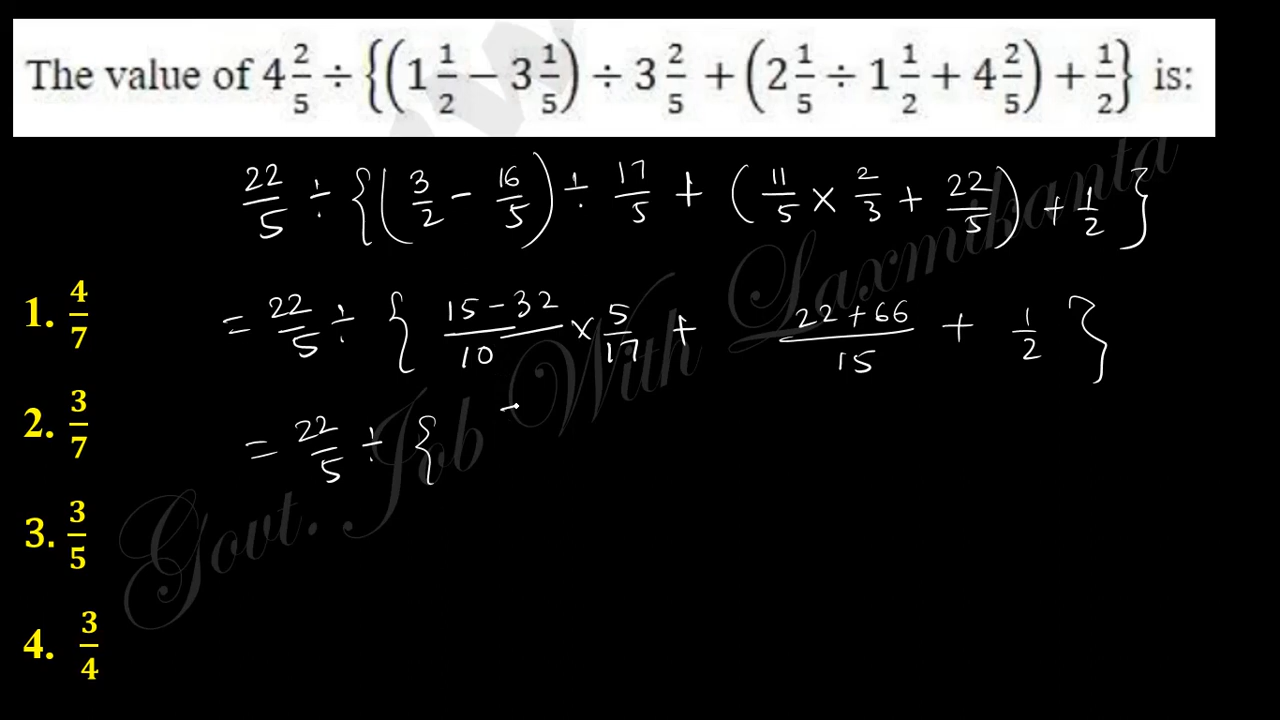 The value of 4 2/5 ÷ {(1 1/2 − 3 1/5) ÷ 3 2/5 + (2 1/5 ÷ 1 1/2 + 4 2/5) + 1/2} is:
22/5 ÷ {(3/2 − 16/5) ÷ 17/5 + (11/5 × 2/3 + 22/5) + 1/2}
1. 4/7
= 22/5 ÷ {(15−32)/10 × 5/17 + (22+66)/15 + 1/2}
2. 3/7
= 22/5 ÷ {
3. 3/5
4. 3/4
Govt. Job With Laxmikanta